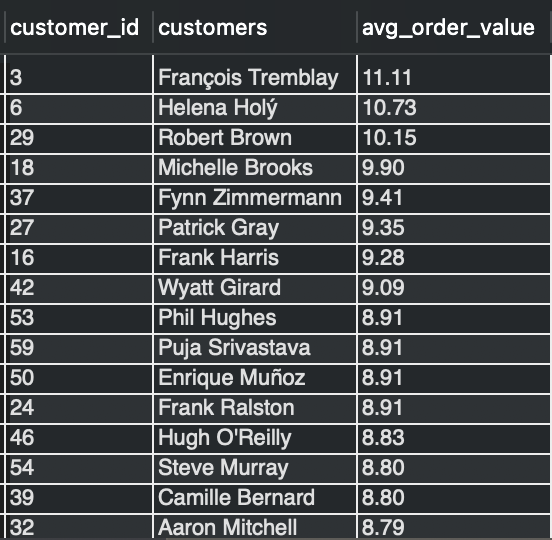 customer_id customers avg_order_value
3 François Tremblay 11.11
6 Helena Holý 10.73
29 Robert Brown 10.15
18 Michelle Brooks 9.90
37 Fynn Zimmermann 9.41
27 Patrick Gray 9.35
16 Frank Harris 9.28
42 Wyatt Girard 9.09
53 Phil Hughes 8.91
59 Puja Srivastava 8.91
50 Enrique Muñoz 8.91
24 Frank Ralston 8.91
46 Hugh O'Reilly 8.83
54 Steve Murray 8.80
39 Camille Bernard 8.80
32 Aaron Mitchell 8.79